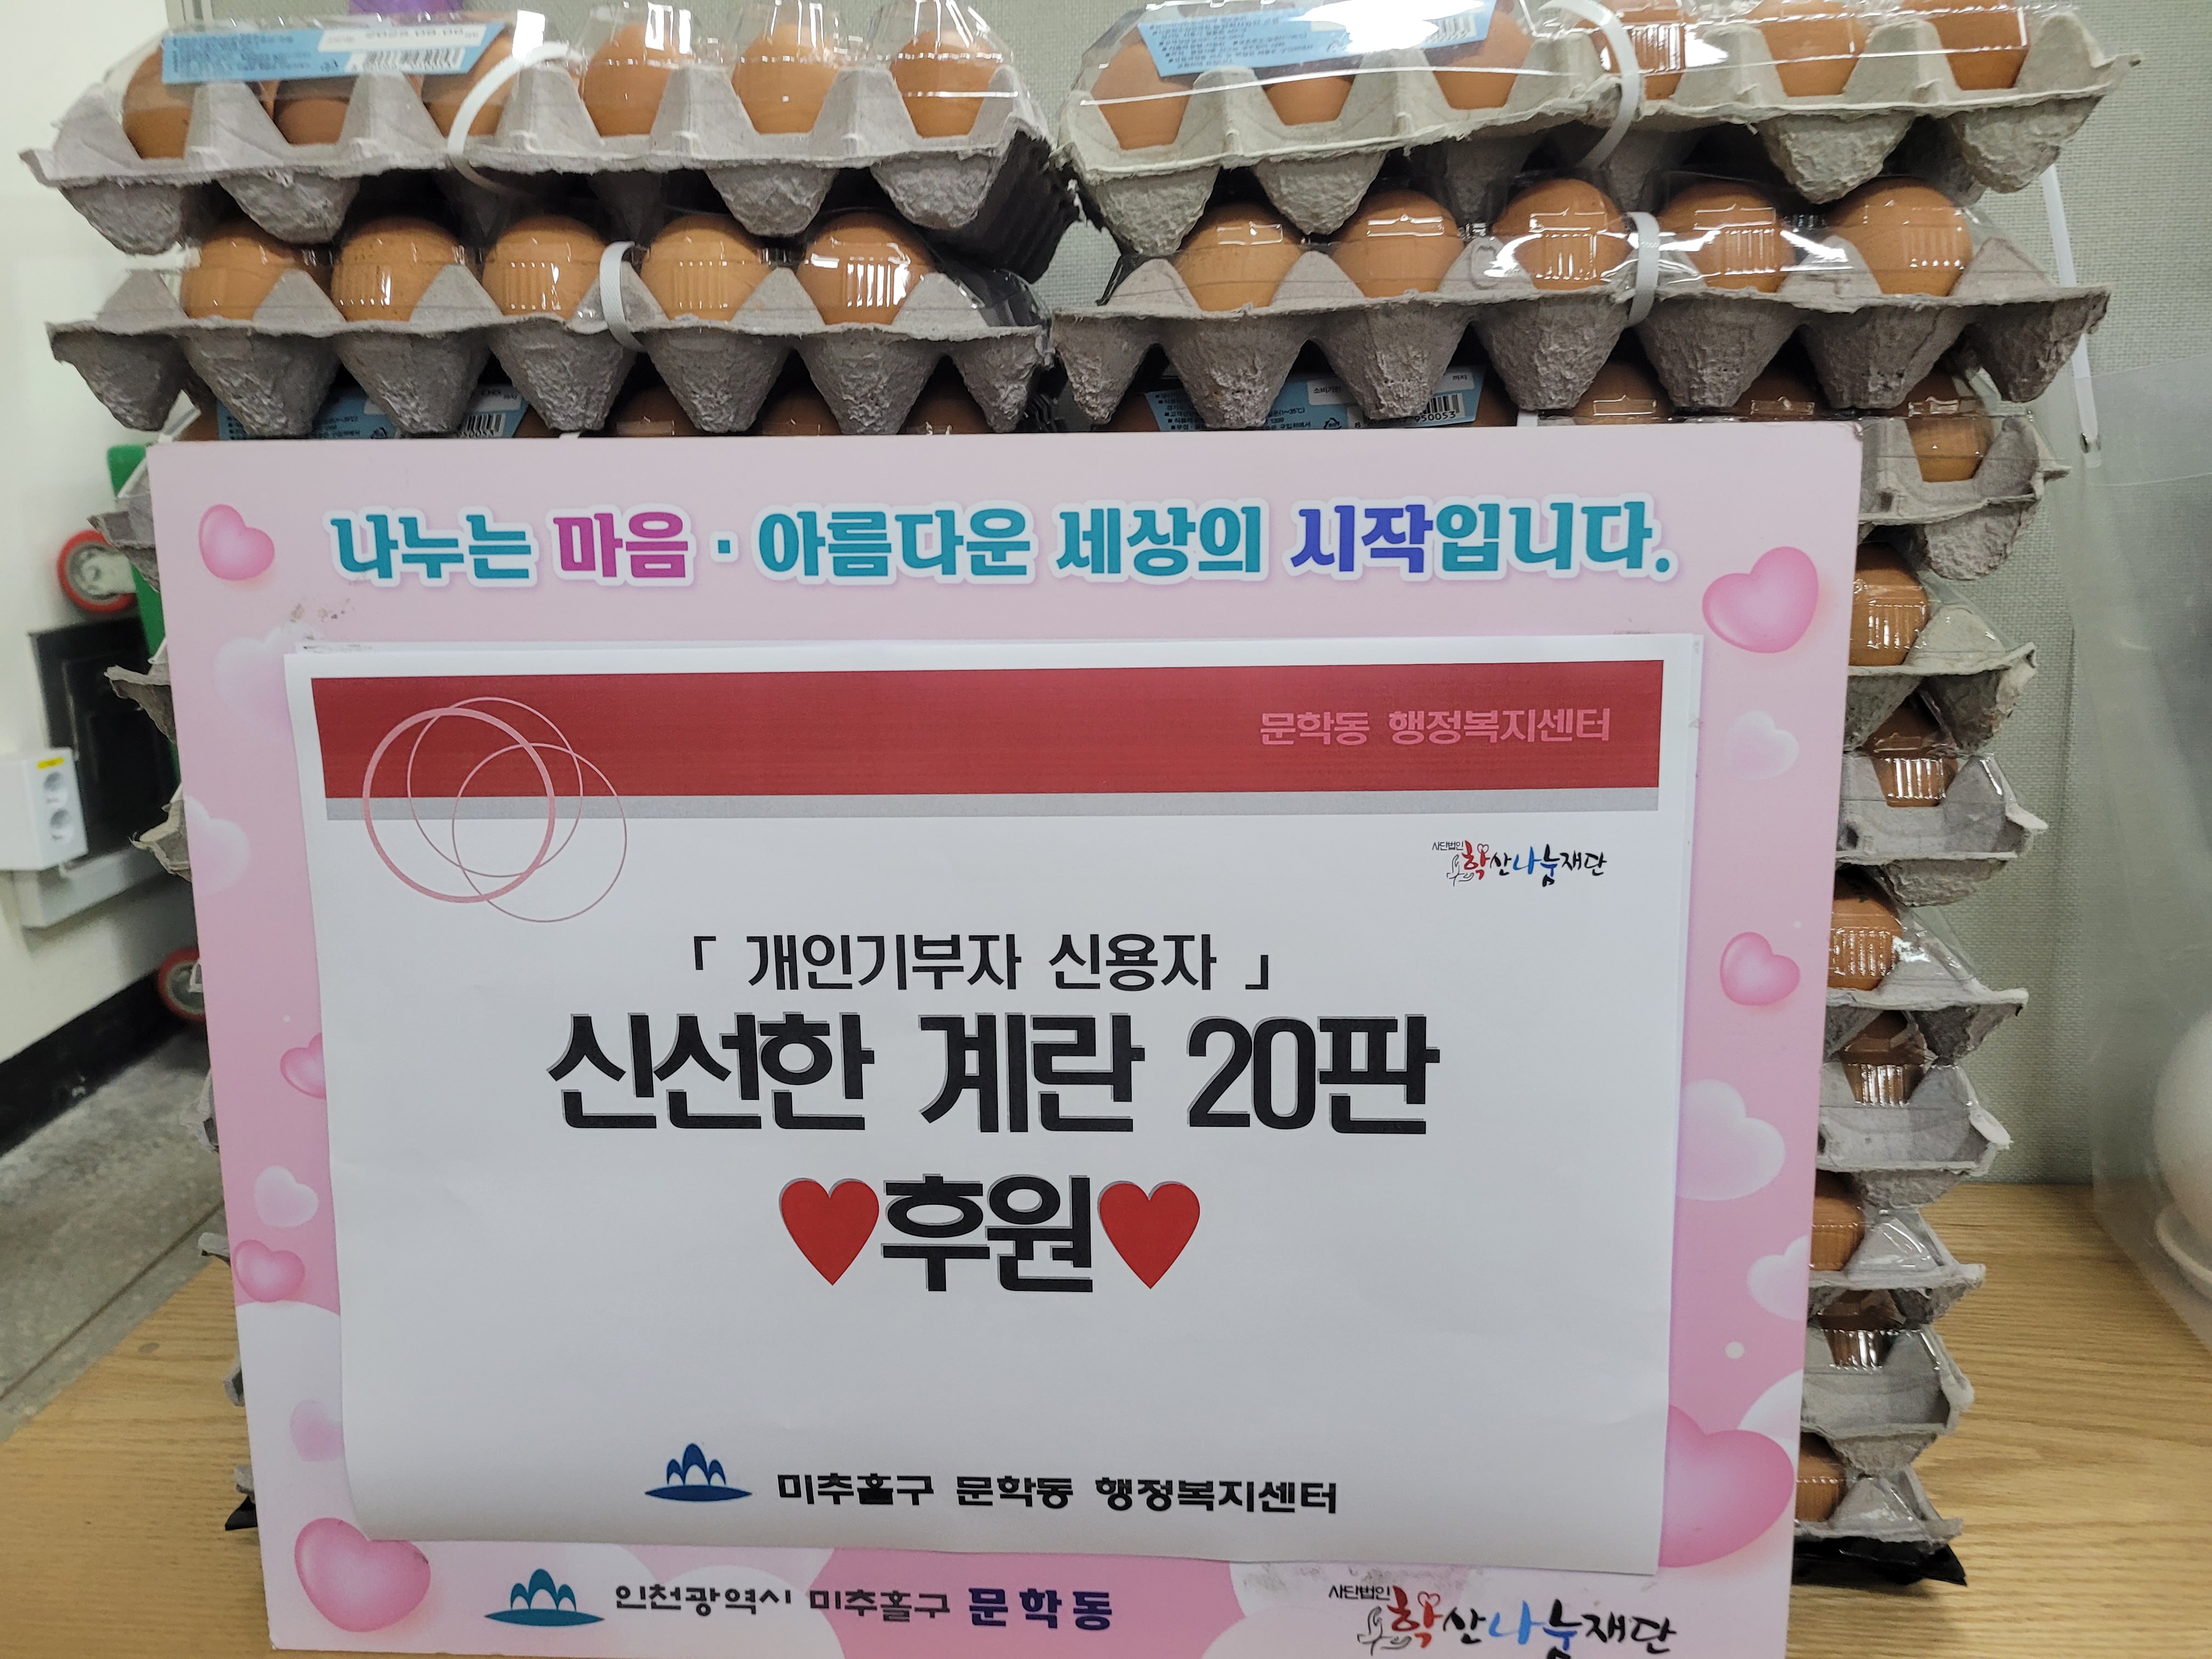 나누는 마음 · 아름다운 세상의 시작입니다.
문학동 행정복지센터
사단법인
학산나눔재단
「 개인기부자 신용자 」
신선한 계란 20판
♥후원♥
미추홀구 문학동 행정복지센터
인천광역시 미추홀구 문학동
사단법인
학산나눔재단